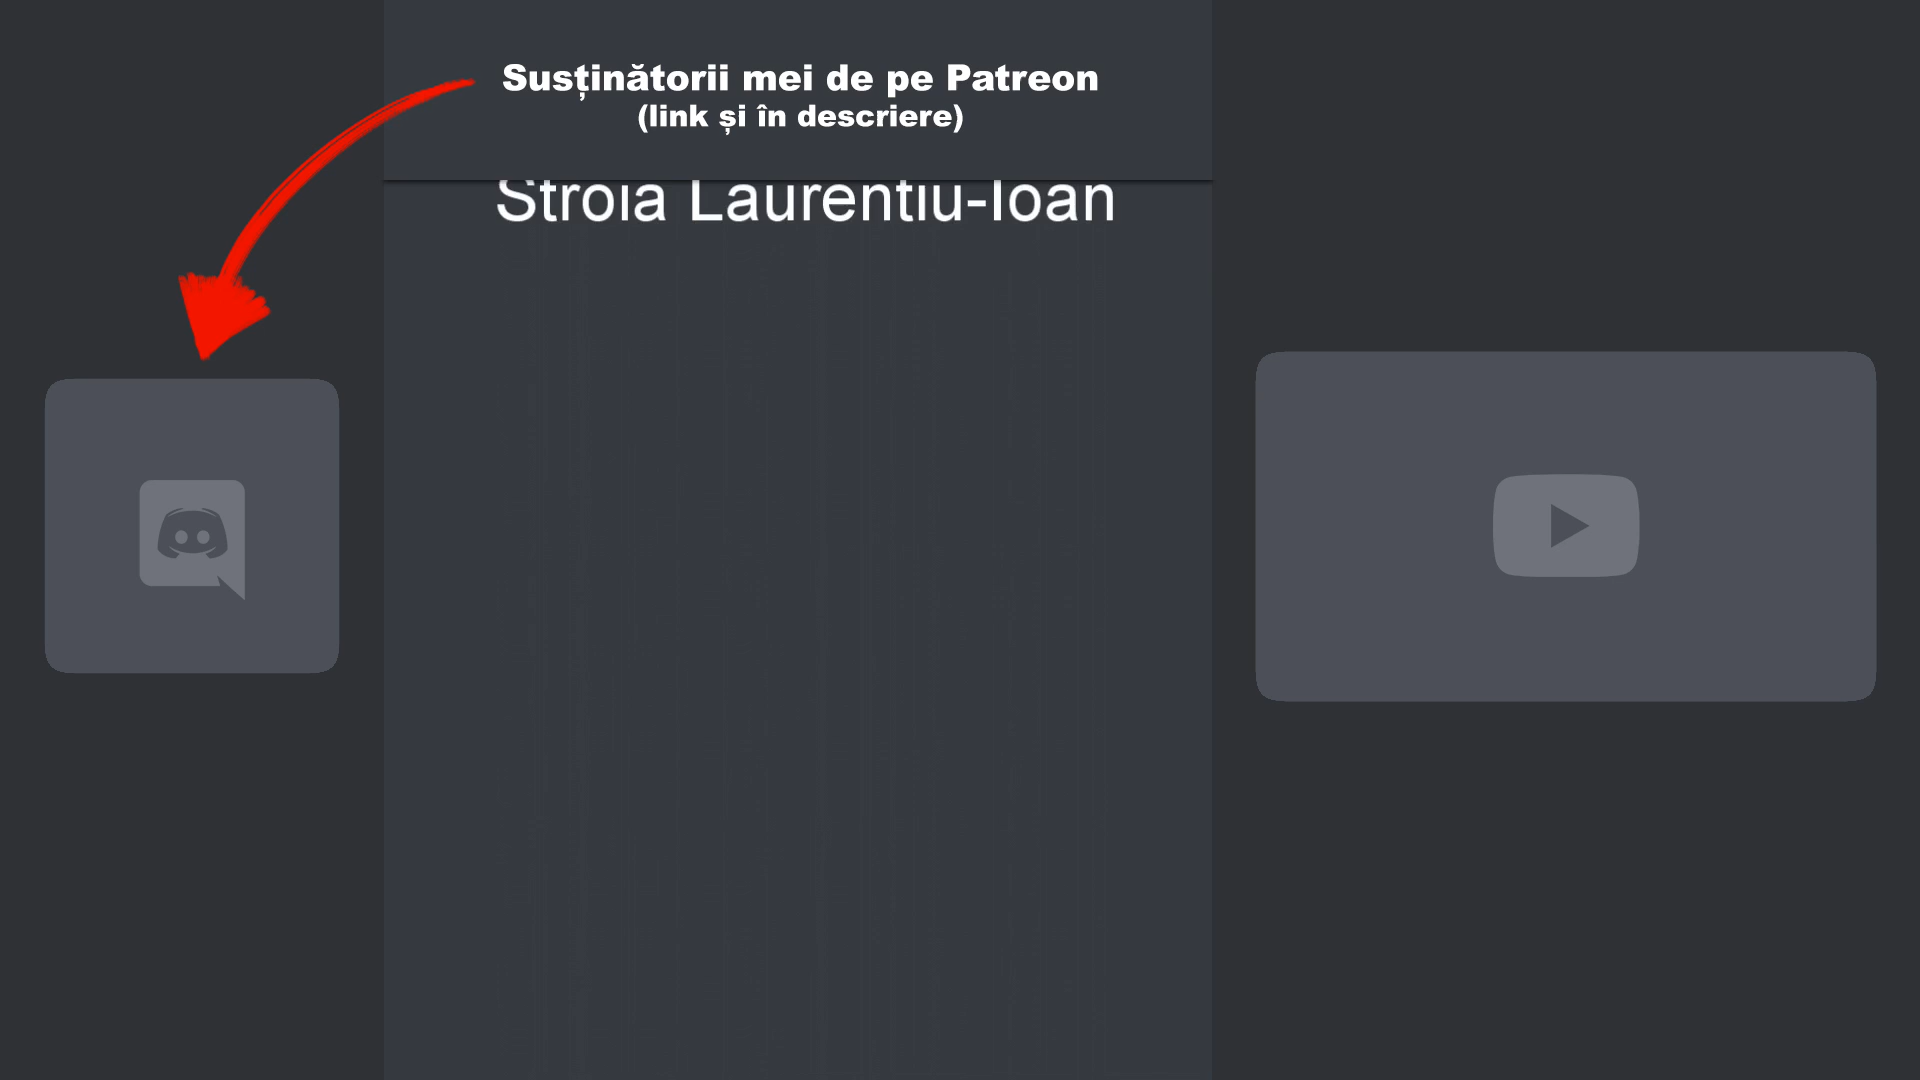 Susținătorii mei de pe Patreon
(link și în descriere)
Stroia Laurentiu-Ioan